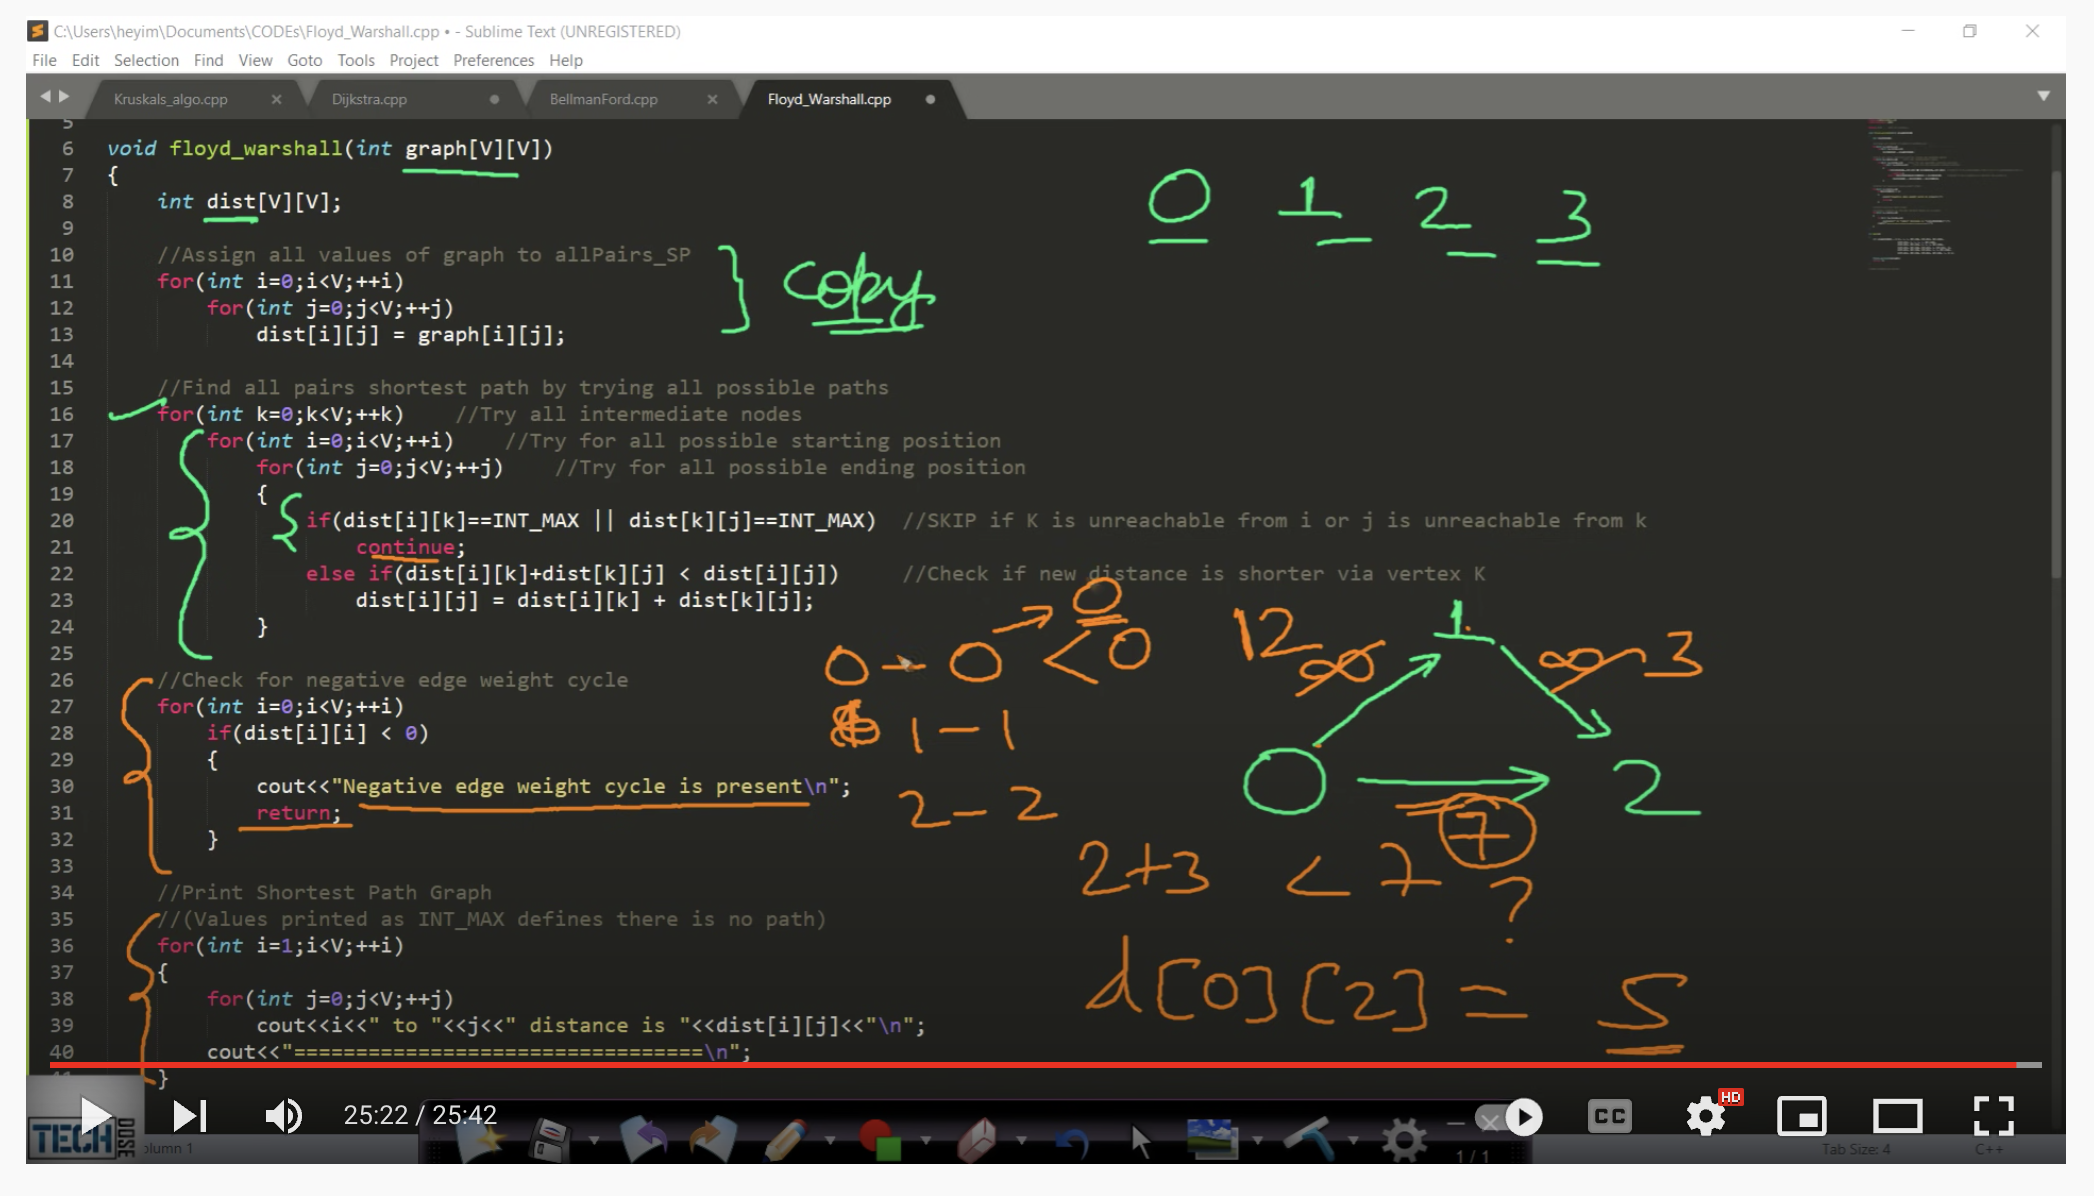 C:\Users\heyim\Documents\CODEs\Floyd_Warshall.cpp • - Sublime Text (UNREGISTERED)
File Edit Selection Find View Goto Tools Project Preferences Help
Kruskals_algo.cpp × Dijkstra.cpp BellmanFord.cpp × Floyd_Warshall.cpp
5
6 void floyd_warshall(int graph[V][V])
7 {
8 int dist[V][V];
9
10 //Assign all values of graph to allPairs_SP
11 for(int i=0;i<V;++i)
12 for(int j=0;j<V;++j)
13 dist[i][j] = graph[i][j];
14
15 //Find all pairs shortest path by trying all possible paths
16 for(int k=0;k<V;++k) //Try all intermediate nodes
17 for(int i=0;i<V;++i) //Try for all possible starting position
18 for(int j=0;j<V;++j) //Try for all possible ending position
19 {
20 if(dist[i][k]==INT_MAX || dist[k][j]==INT_MAX) //SKIP if K is unreachable from i or j is unreachable from k
21 continue;
22 else if(dist[i][k]+dist[k][j] < dist[i][j]) //Check if new distance is shorter via vertex K
23 dist[i][j] = dist[i][k] + dist[k][j];
24 }
25
26 //Check for negative edge weight cycle
27 for(int i=0;i<V;++i)
28 if(dist[i][i] < 0)
29 {
30 cout<<"Negative edge weight cycle is present\n";
31 return;
32 }
33
34 //Print Shortest Path Graph
35 //(Values printed as INT_MAX defines there is no path)
36 for(int i=1;i<V;++i)
37 {
38 for(int j=0;j<V;++j)
39 cout<<i<<" to "<<j<<" distance is "<<dist[i][j]<<"\n";
40 cout<<"=================================\n";
41 }
0 1 2 3
copy
0
0 - 0 < 0
1 - 1
2 - 2
1
12 ∞
∞ 3
0
2
7
2+3 < 7
?
d[0][2] = 5
25:22 / 25:42
HD
CC
TECH DOSE
olumn 1
1/1
Tab Size: 4
C++